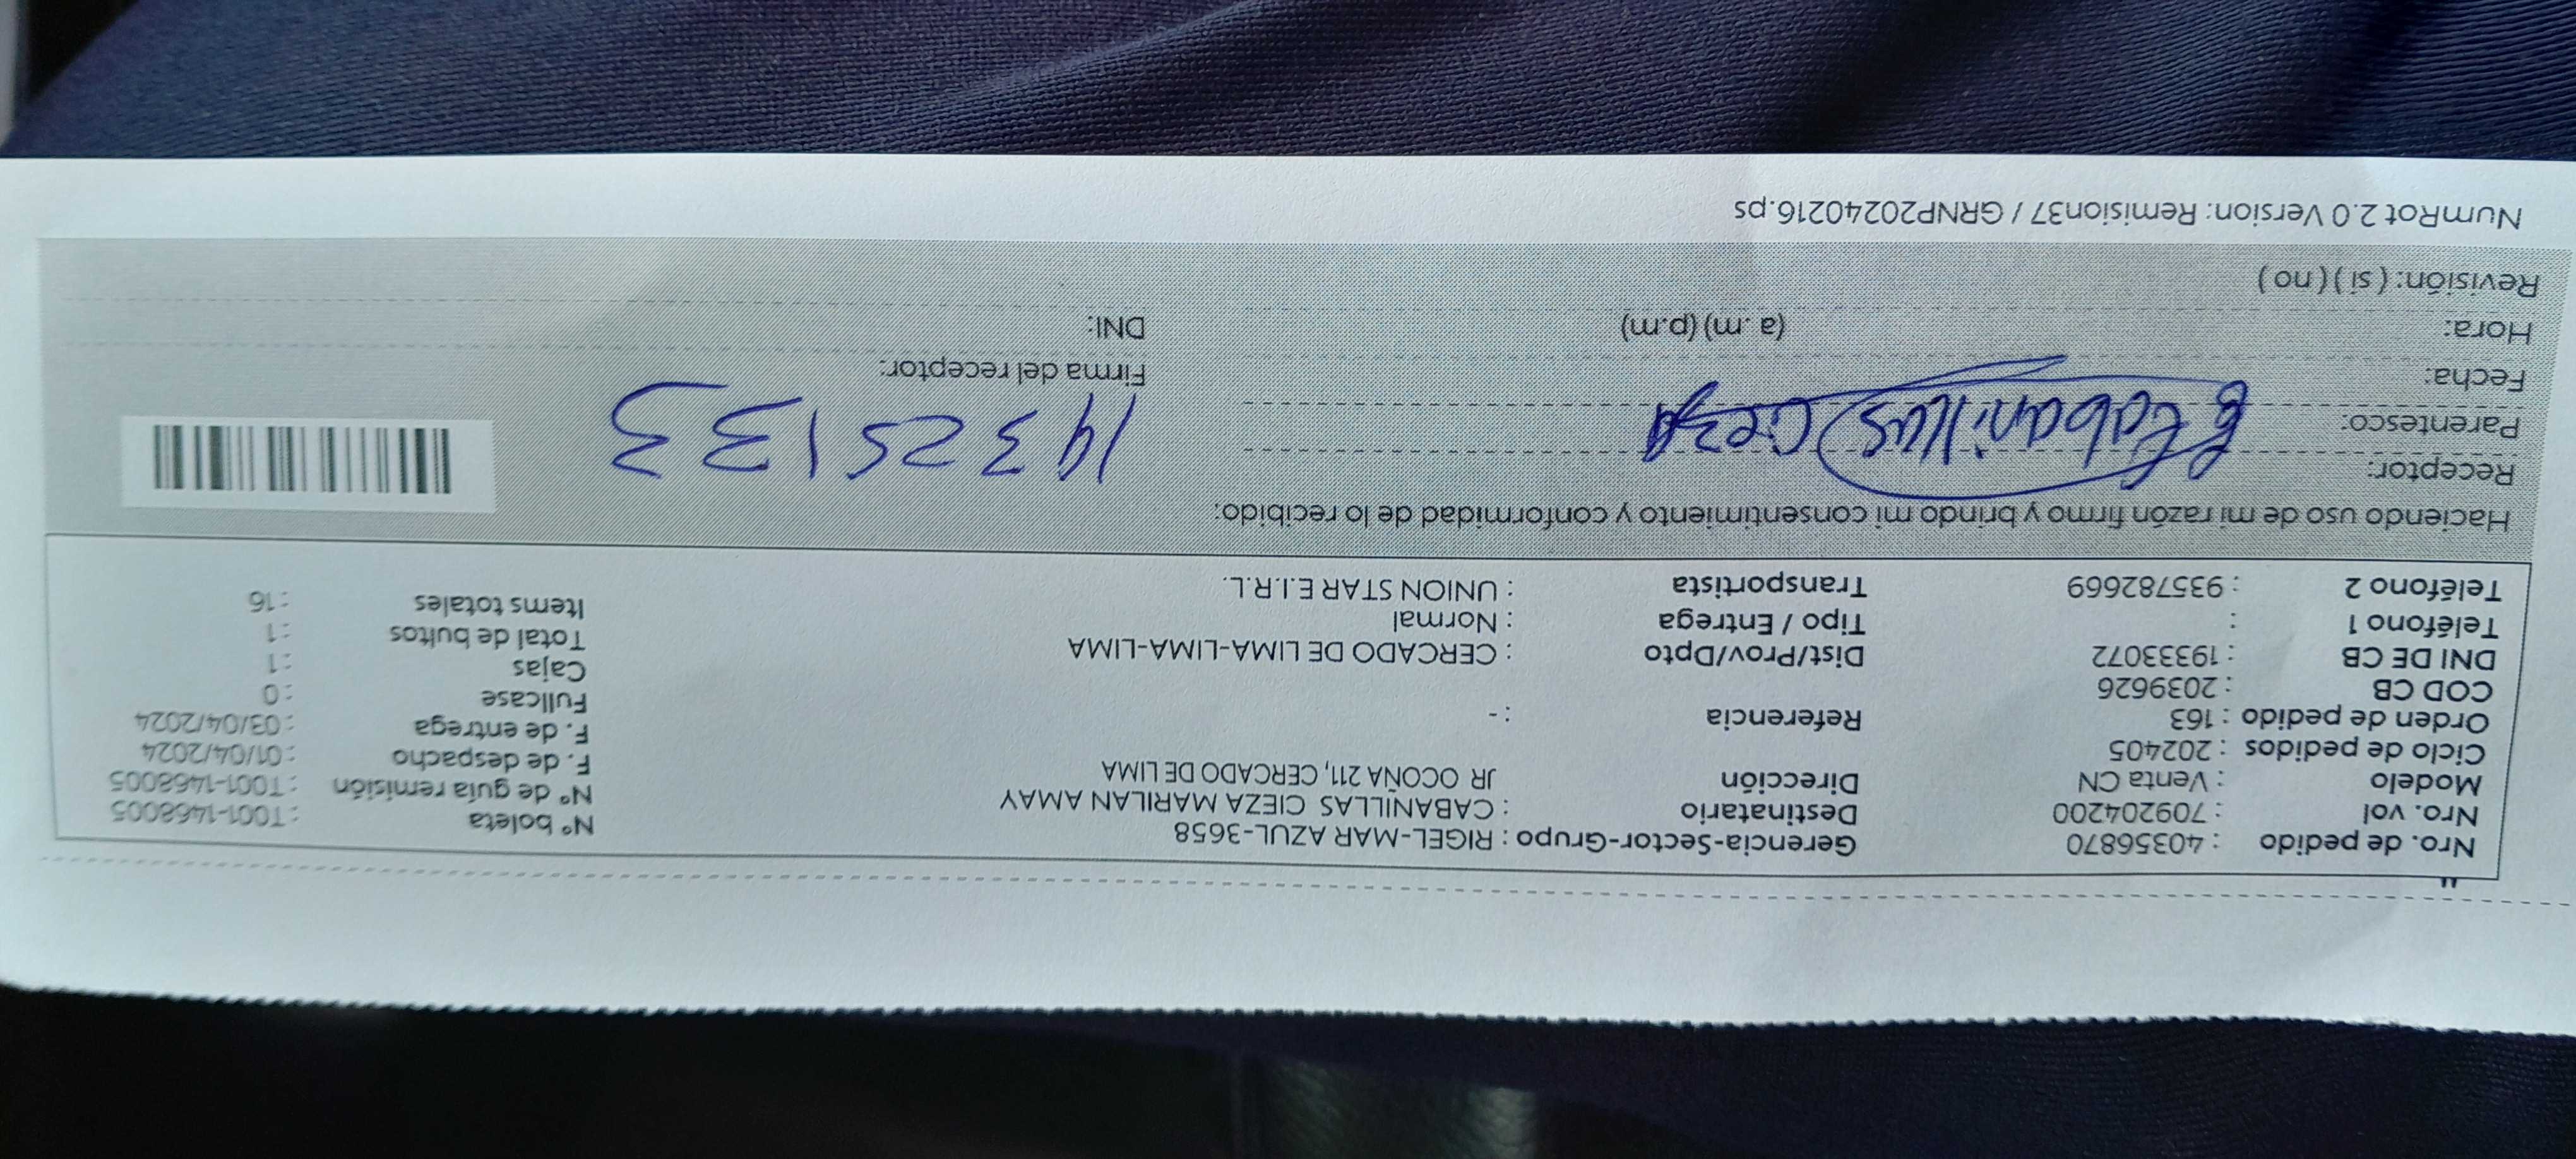 Nro. de pedido : 40356870 Gerencia-Sector-Grupo : RIGEL-MAR AZUL-3658 Nº boleta : T001-1468005
Nro. vol : 709204200 Destinatario : CABANILLAS CIEZA MARILAN AMAY Nº de guía remisión : T001-1468005
Modelo : Venta CN Dirección JR OCOÑA 211, CERCADO DE LIMA F. de despacho : 01/04/2024
Ciclo de pedidos : 202405 F. de entrega : 03/04/2024
Orden de pedido : 163 Referencia : - Fullcase : 0
COD CB : 2039626 Cajas : 1
DNI DE CB : 19333072 Dist/Prov/Dpto : CERCADO DE LIMA-LIMA-LIMA Total de bultos : 1
Teléfono 1 : Tipo / Entrega : Normal Items totales : 16
Teléfono 2 : 935782669 Transportista : UNION STAR E.I.R.L.
Haciendo uso de mi razón firmo y brindo mi consentimiento y conformidad de lo recibido:
Receptor:
Parentesco: Cabanillas Cieza 19325133
Fecha: Firma del receptor:
Hora: (a .m) (p.m) DNI:
Revisión: ( si ) ( no )
NumRot 2.0 Version: Remision37 / GRNP20240216.ps